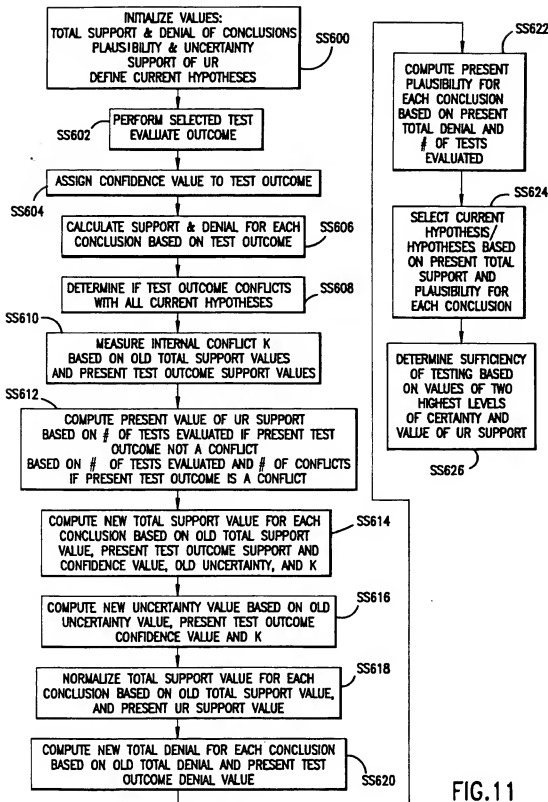 INITIALIZE VALUES:
TOTAL SUPPORT & DENIAL OF CONCLUSIONS
PLAUSIBILITY & UNCERTAINTY
SUPPORT OF UR
DEFINE CURRENT HYPOTHESES
SS600
SS602
PERFORM SELECTED TEST
EVALUATE OUTCOME
ASSIGN CONFIDENCE VALUE TO TEST OUTCOME
SS604
CALCULATE SUPPORT & DENIAL FOR EACH
CONCLUSION BASED ON TEST OUTCOME
SS606
DETERMINE IF TEST OUTCOME CONFLICTS
WITH ALL CURRENT HYPOTHESES
SS608
SS610
MEASURE INTERNAL CONFLICT K
BASED ON OLD TOTAL SUPPORT VALUES
AND PRESENT TEST OUTCOME SUPPORT VALUES
SS612
COMPUTE PRESENT VALUE OF UR SUPPORT
BASED ON # OF TESTS EVALUATED IF PRESENT TEST
OUTCOME NOT A CONFLICT
BASED ON # OF TESTS EVALUATED AND # OF CONFLICTS
IF PRESENT TEST OUTCOME IS A CONFLICT
SS614
COMPUTE NEW TOTAL SUPPORT VALUE FOR EACH
CONCLUSION BASED ON OLD TOTAL SUPPORT
VALUE, PRESENT TEST OUTCOME SUPPORT AND
CONFIDENCE VALUE, OLD UNCERTAINTY, AND K
SS616
COMPUTE NEW UNCERTAINTY VALUE BASED ON OLD
UNCERTAINTY VALUE, PRESENT TEST OUTCOME
CONFIDENCE VALUE AND K
SS618
NORMALIZE TOTAL SUPPORT VALUE FOR EACH
CONCLUSION BASED ON OLD TOTAL SUPPORT VALUE,
AND PRESENT UR SUPPORT VALUE
COMPUTE NEW TOTAL DENIAL FOR EACH CONCLUSION
BASED ON OLD TOTAL DENIAL AND PRESENT TEST
OUTCOME DENIAL VALUE
SS620
SS622
COMPUTE PRESENT
PLAUSIBILITY FOR
EACH CONCLUSION
BASED ON PRESENT
TOTAL DENIAL AND
# OF TESTS
EVALUATED
SS624
SELECT CURRENT
HYPOTHESIS/
HYPOTHESES BASED
ON PRESENT TOTAL
SUPPORT AND
PLAUSIBILITY FOR
EACH CONCLUSION
DETERMINE SUFFICIENCY
OF TESTING BASED
ON VALUES OF TWO
HIGHEST LEVELS
OF CERTAINTY AND
VALUE OF UR SUPPORT
SS626
FIG.11